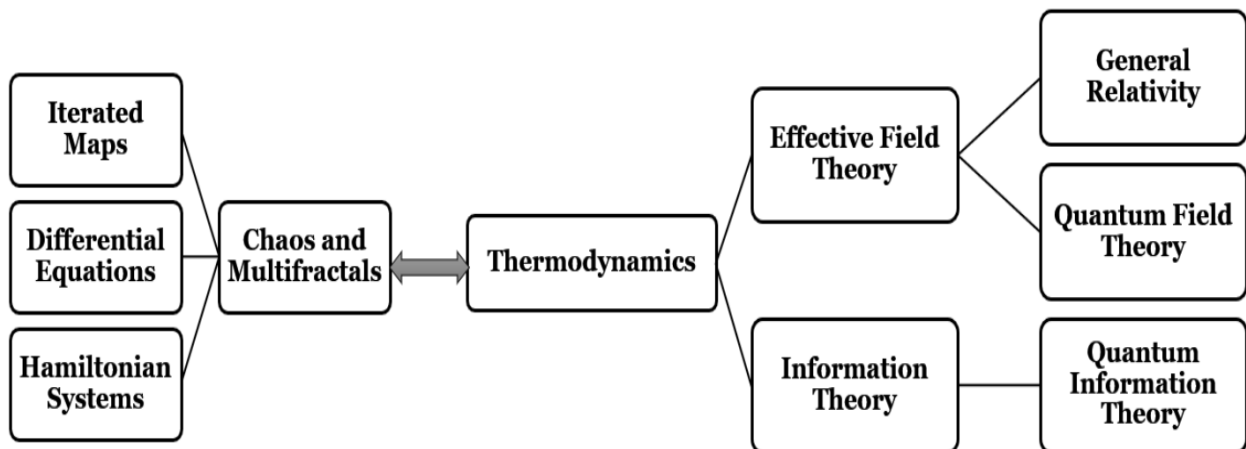 Iterated
Maps
Differential
Equations
Hamiltonian
Systems
Chaos and
Multifractals
Thermodynamics
Effective Field
Theory
Information
Theory
General
Relativity
Quantum Field
Theory
Quantum
Information
Theory